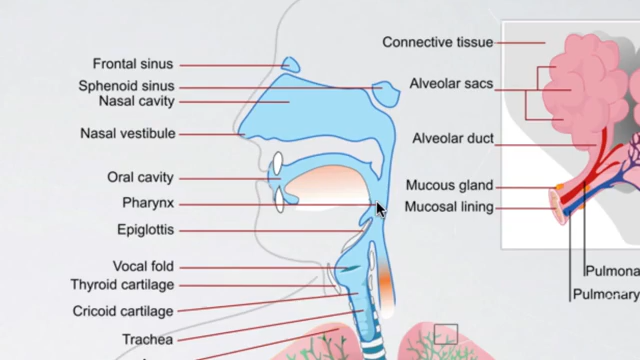 Frontal sinus
Sphenoid sinus
Nasal cavity
Nasal vestibule
Oral cavity
Pharynx
Epiglottis
Vocal fold
Thyroid cartilage
Cricoid cartilage
Trachea
Connective tissue
Alveolar sacs
Alveolar duct
Mucous gland
Mucosal lining
Pulmona
Pulmonary